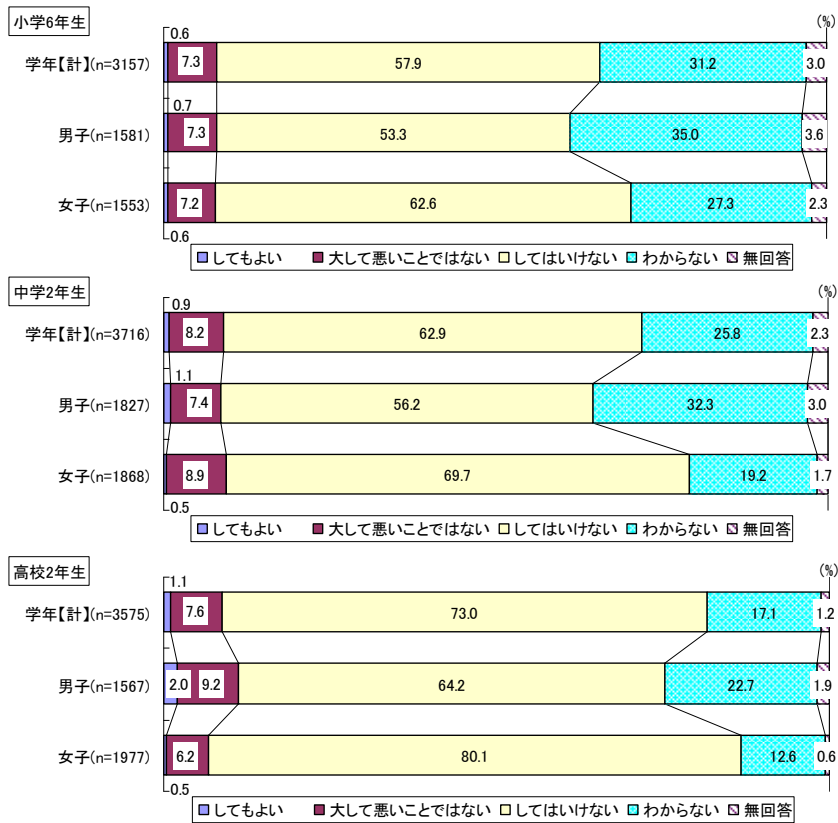 小学6年生
(%)
0.6
学年【計】(n=3157) 7.3 57.9 31.2 3.0
0.7
男子(n=1581) 7.3 53.3 35.0 3.6
女子(n=1553) 7.2 62.6 27.3 2.3
0.6
してもよい 大して悪いことではない してはいけない わからない 無回答
中学2年生
(%)
0.9
学年【計】(n=3716) 8.2 62.9 25.8 2.3
1.1
男子(n=1827) 7.4 56.2 32.3 3.0
女子(n=1868) 8.9 69.7 19.2 1.7
0.5
してもよい 大して悪いことではない してはいけない わからない 無回答
高校2年生
(%)
1.1
学年【計】(n=3575) 7.6 73.0 17.1 1.2
男子(n=1567) 2.0 9.2 64.2 22.7 1.9
女子(n=1977) 6.2 80.1 12.6 0.6
0.5
してもよい 大して悪いことではない してはいけない わからない 無回答